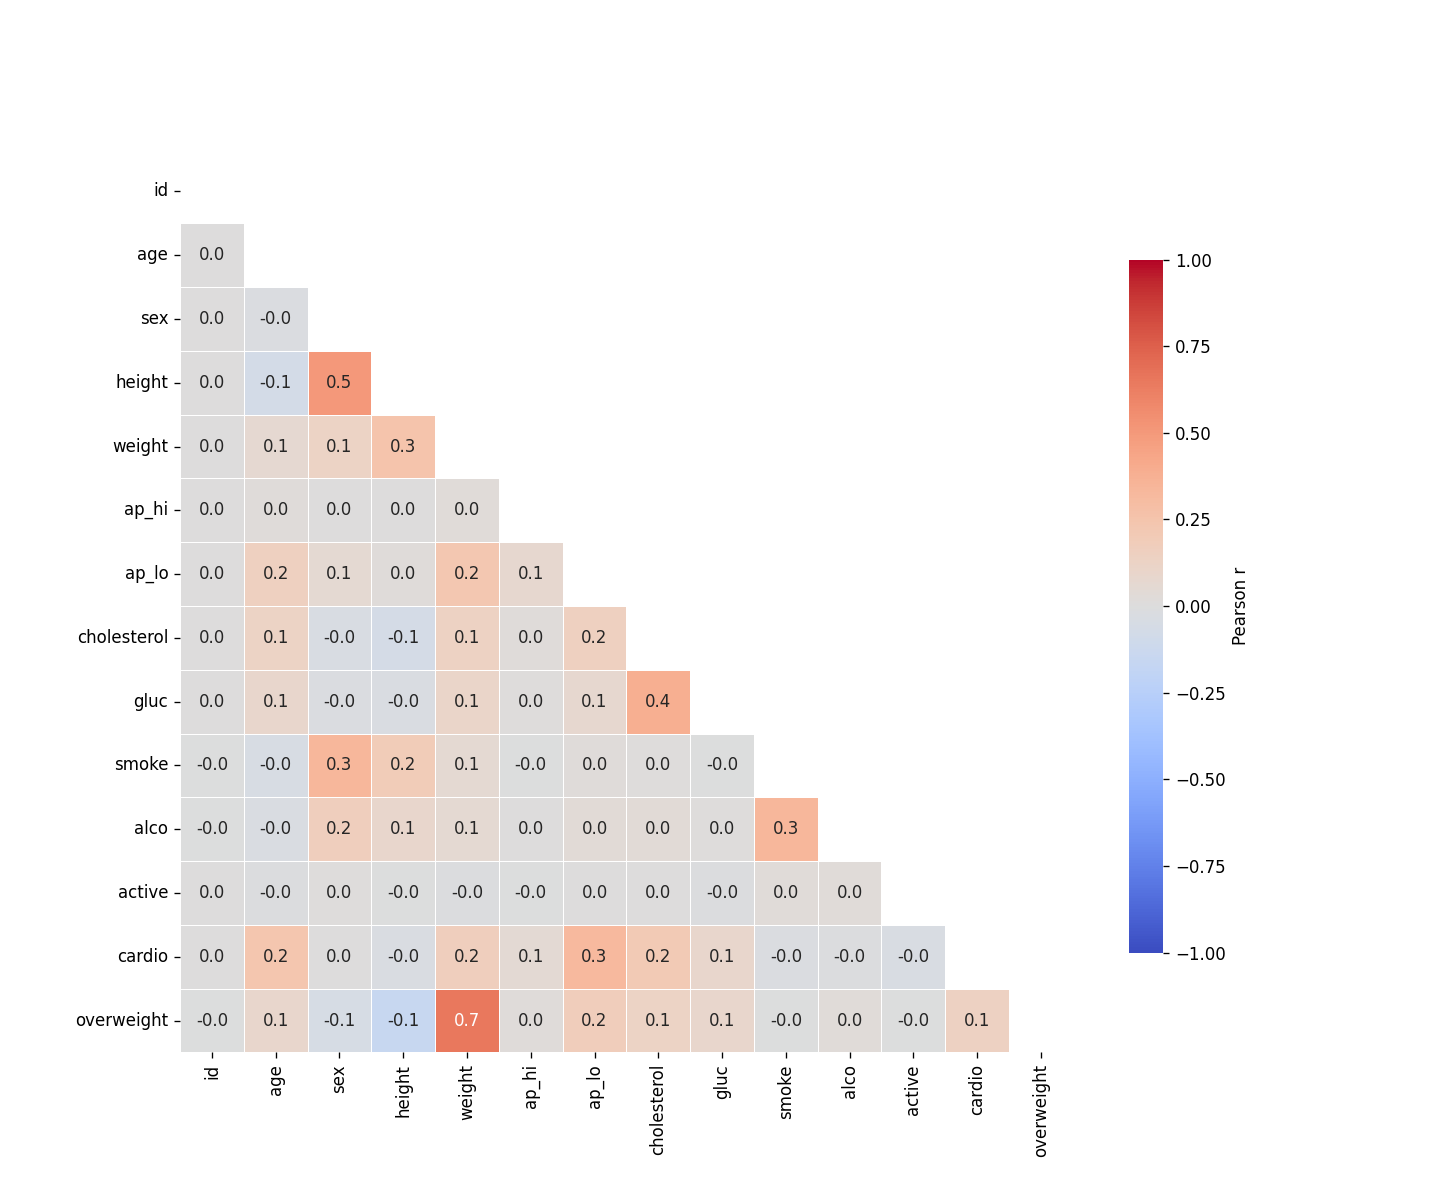 id
age 0.0
sex 0.0 -0.0
height 0.0 -0.1 0.5
weight 0.0 0.1 0.1 0.3
ap_hi 0.0 0.0 0.0 0.0 0.0
ap_lo 0.0 0.2 0.1 0.0 0.2 0.1
cholesterol 0.0 0.1 -0.0 -0.1 0.1 0.0 0.2
gluc 0.0 0.1 -0.0 -0.0 0.1 0.0 0.1 0.4
smoke -0.0 -0.0 0.3 0.2 0.1 -0.0 0.0 0.0 -0.0
alco -0.0 -0.0 0.2 0.1 0.1 0.0 0.0 0.0 0.0 0.3
active 0.0 -0.0 0.0 -0.0 -0.0 -0.0 0.0 0.0 -0.0 0.0 0.0
cardio 0.0 0.2 0.0 -0.0 0.2 0.1 0.3 0.2 0.1 -0.0 -0.0 -0.0
overweight -0.0 0.1 -0.1 -0.1 0.7 0.0 0.2 0.1 0.1 -0.0 0.0 -0.0 0.1
id age sex height weight ap_hi ap_lo cholesterol gluc smoke alco active cardio overweight
1.00
0.75
0.50
0.25
0.00
−0.25
−0.50
−0.75
−1.00
Pearson r